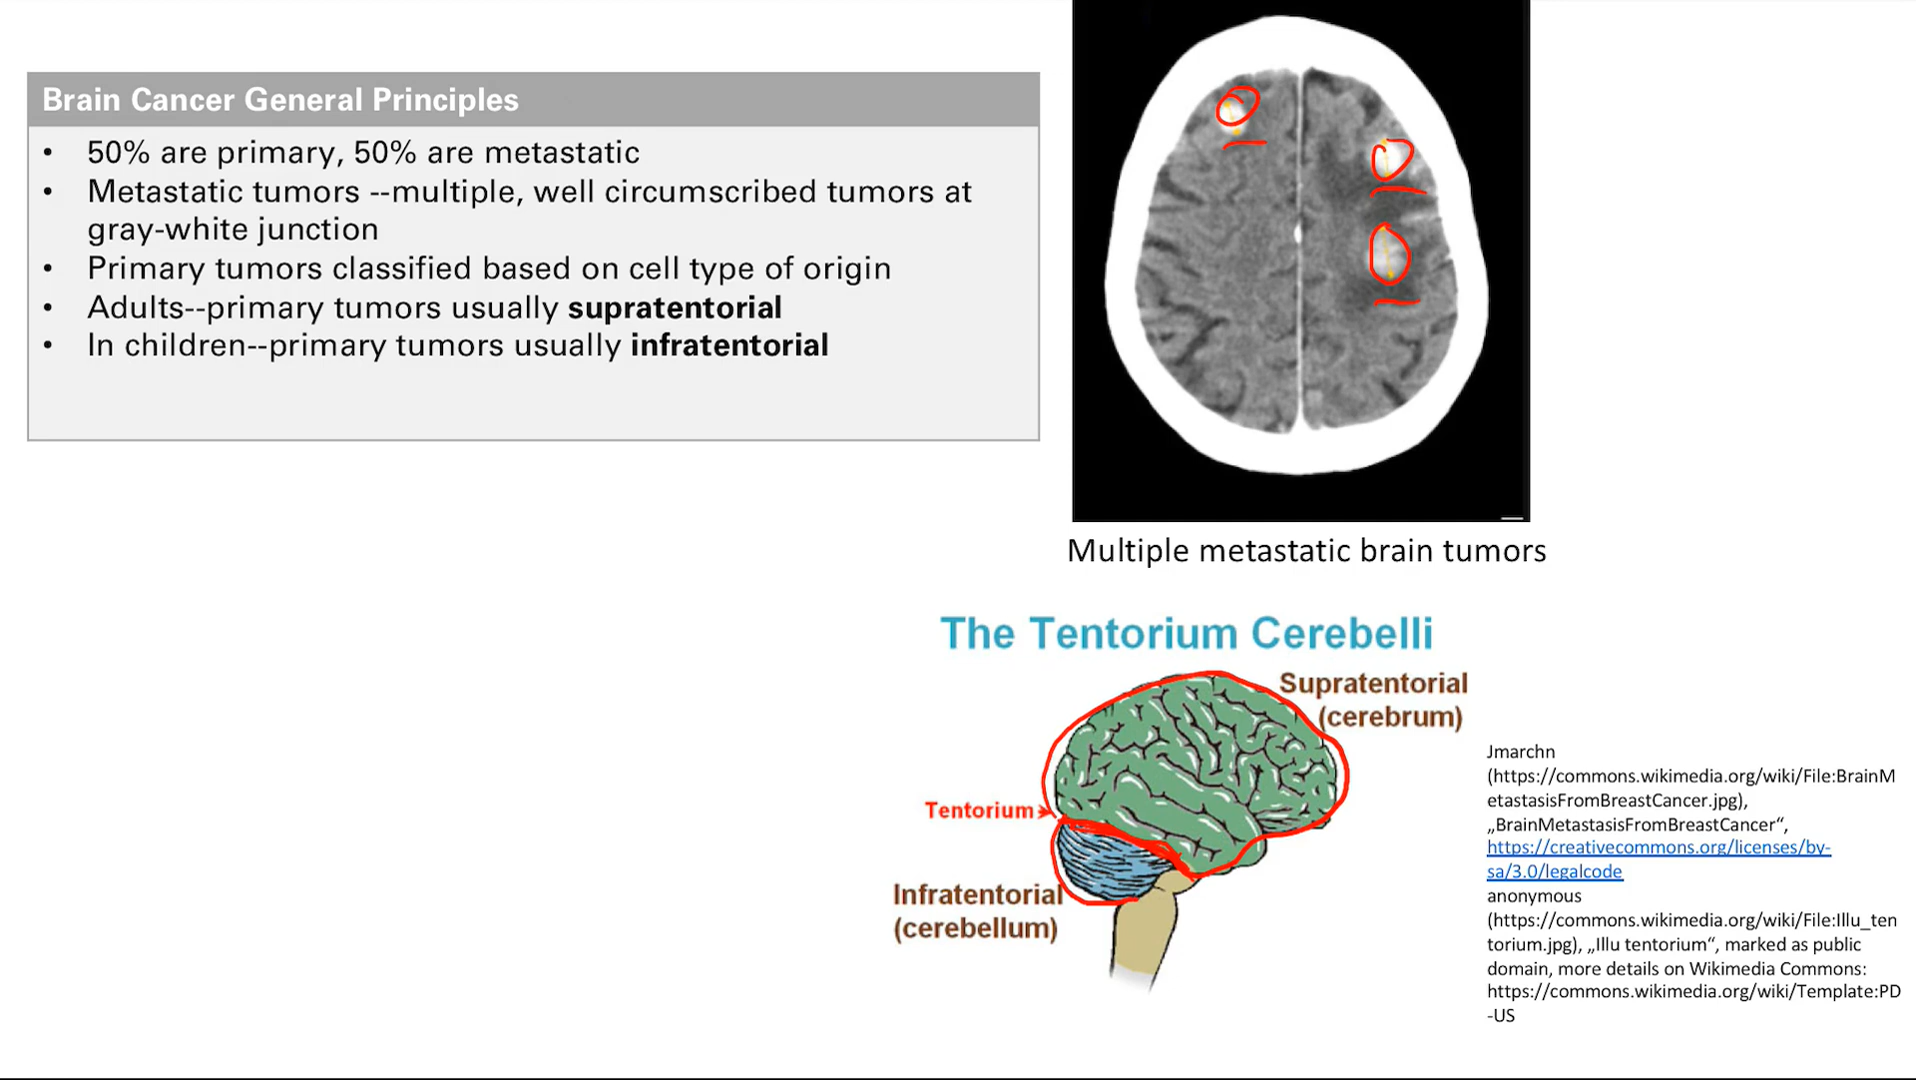 Brain Cancer General Principles
• 50% are primary, 50% are metastatic
• Metastatic tumors --multiple, well circumscribed tumors at
gray-white junction
• Primary tumors classified based on cell type of origin
• Adults--primary tumors usually supratentorial
• In children--primary tumors usually infratentorial
Multiple metastatic brain tumors
The Tentorium Cerebelli
Supratentorial
(cerebrum)
Tentorium
Infratentorial
(cerebellum)
Jmarchn
(https://commons.wikimedia.org/wiki/File:BrainM
etastasisFromBreastCancer.jpg),
„BrainMetastasisFromBreastCancer“,
https://creativecommons.org/licenses/by-
sa/3.0/legalcode
anonymous
(https://commons.wikimedia.org/wiki/File:Illu_ten
torium.jpg), „Illu tentorium“, marked as public
domain, more details on Wikimedia Commons:
https://commons.wikimedia.org/wiki/Template:PD
-US